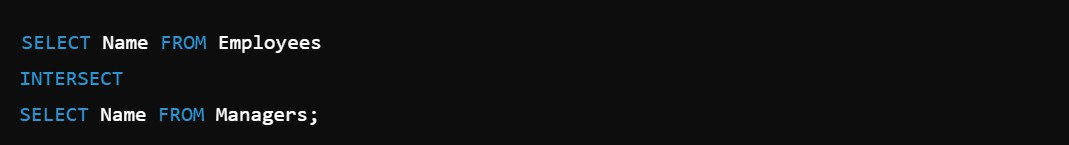 SELECT Name FROM Employees
INTERSECT
SELECT Name FROM Managers;